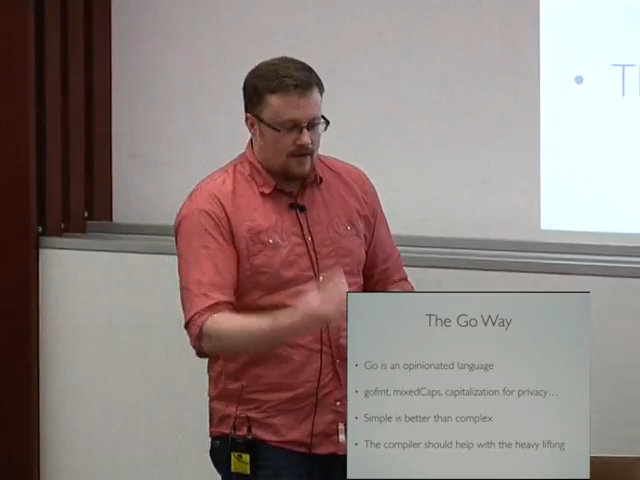 • T
The Go Way
• Go is an opinionated language
• gofmt, mixedCaps, capitalization for privacy…
• Simple is better than complex
• The compiler should help with the heavy lifting